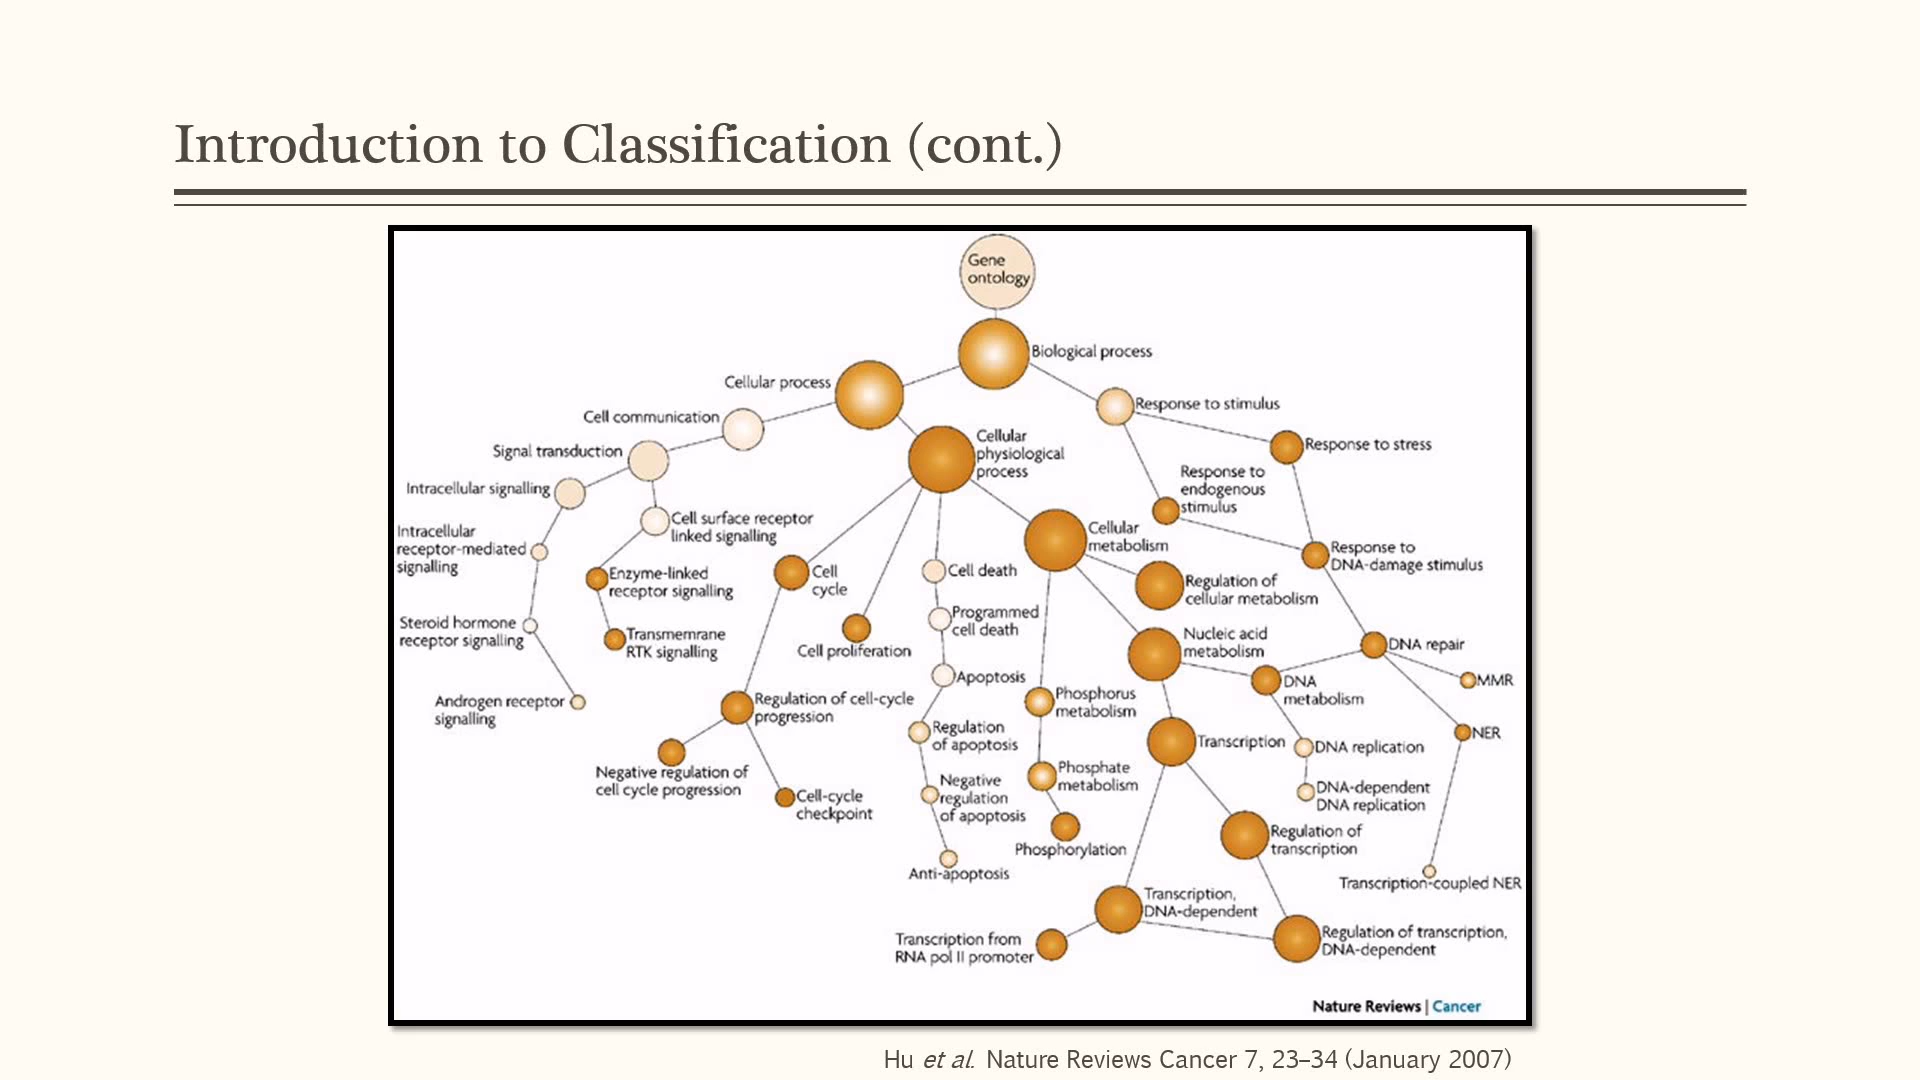 Introduction to Classification (cont.)
Gene
ontology
Biological process
Cellular process
Response to stimulus
Cell communication
Cellular
physiological
process
Response to stress
Signal transduction
Response to
endogenous
stimulus
Intracellular signalling
Cell surface receptor
linked signalling
Cellular
metabolism
Intracellular
receptor-mediated
signalling
Response to
DNA-damage stimulus
Enzyme-linked
receptor signalling
Cell
cycle
Cell death
Regulation of
cellular metabolism
Programmed
cell death
Steroid hormone
receptor signalling
Transmemrane
RTK signalling
Cell proliferation
Nucleic acid
metabolism
DNA repair
Apoptosis
DNA
metabolism
MMR
Androgen receptor
signalling
Regulation of cell-cycle
progression
Phosphorus
metabolism
Regulation
of apoptosis
Transcription
DNA replication
NER
Negative regulation of
cell cycle progression
Cell-cycle
checkpoint
Negative
regulation
of apoptosis
Phosphate
metabolism
DNA-dependent
DNA replication
Phosphorylation
Regulation of
transcription
Anti-apoptosis
Transcription-coupled NER
Transcription,
DNA-dependent
Transcription from
RNA pol II promoter
Regulation of transcription,
DNA-dependent
Nature Reviews | Cancer
Hu et al. Nature Reviews Cancer 7, 23–34 (January 2007)